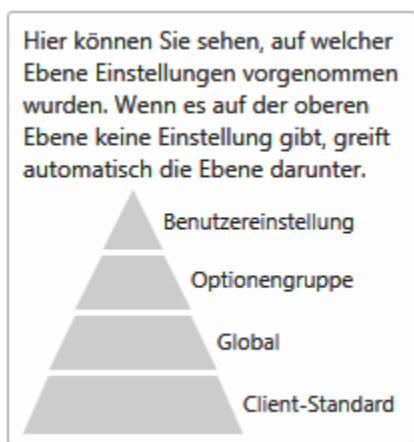 Hier können Sie sehen, auf welcher
Ebene Einstellungen vorgenommen
wurden. Wenn es auf der oberen
Ebene keine Einstellung gibt, greift
automatisch die Ebene darunter.
Benutzereinstellung
Optionengruppe
Global
Client-Standard